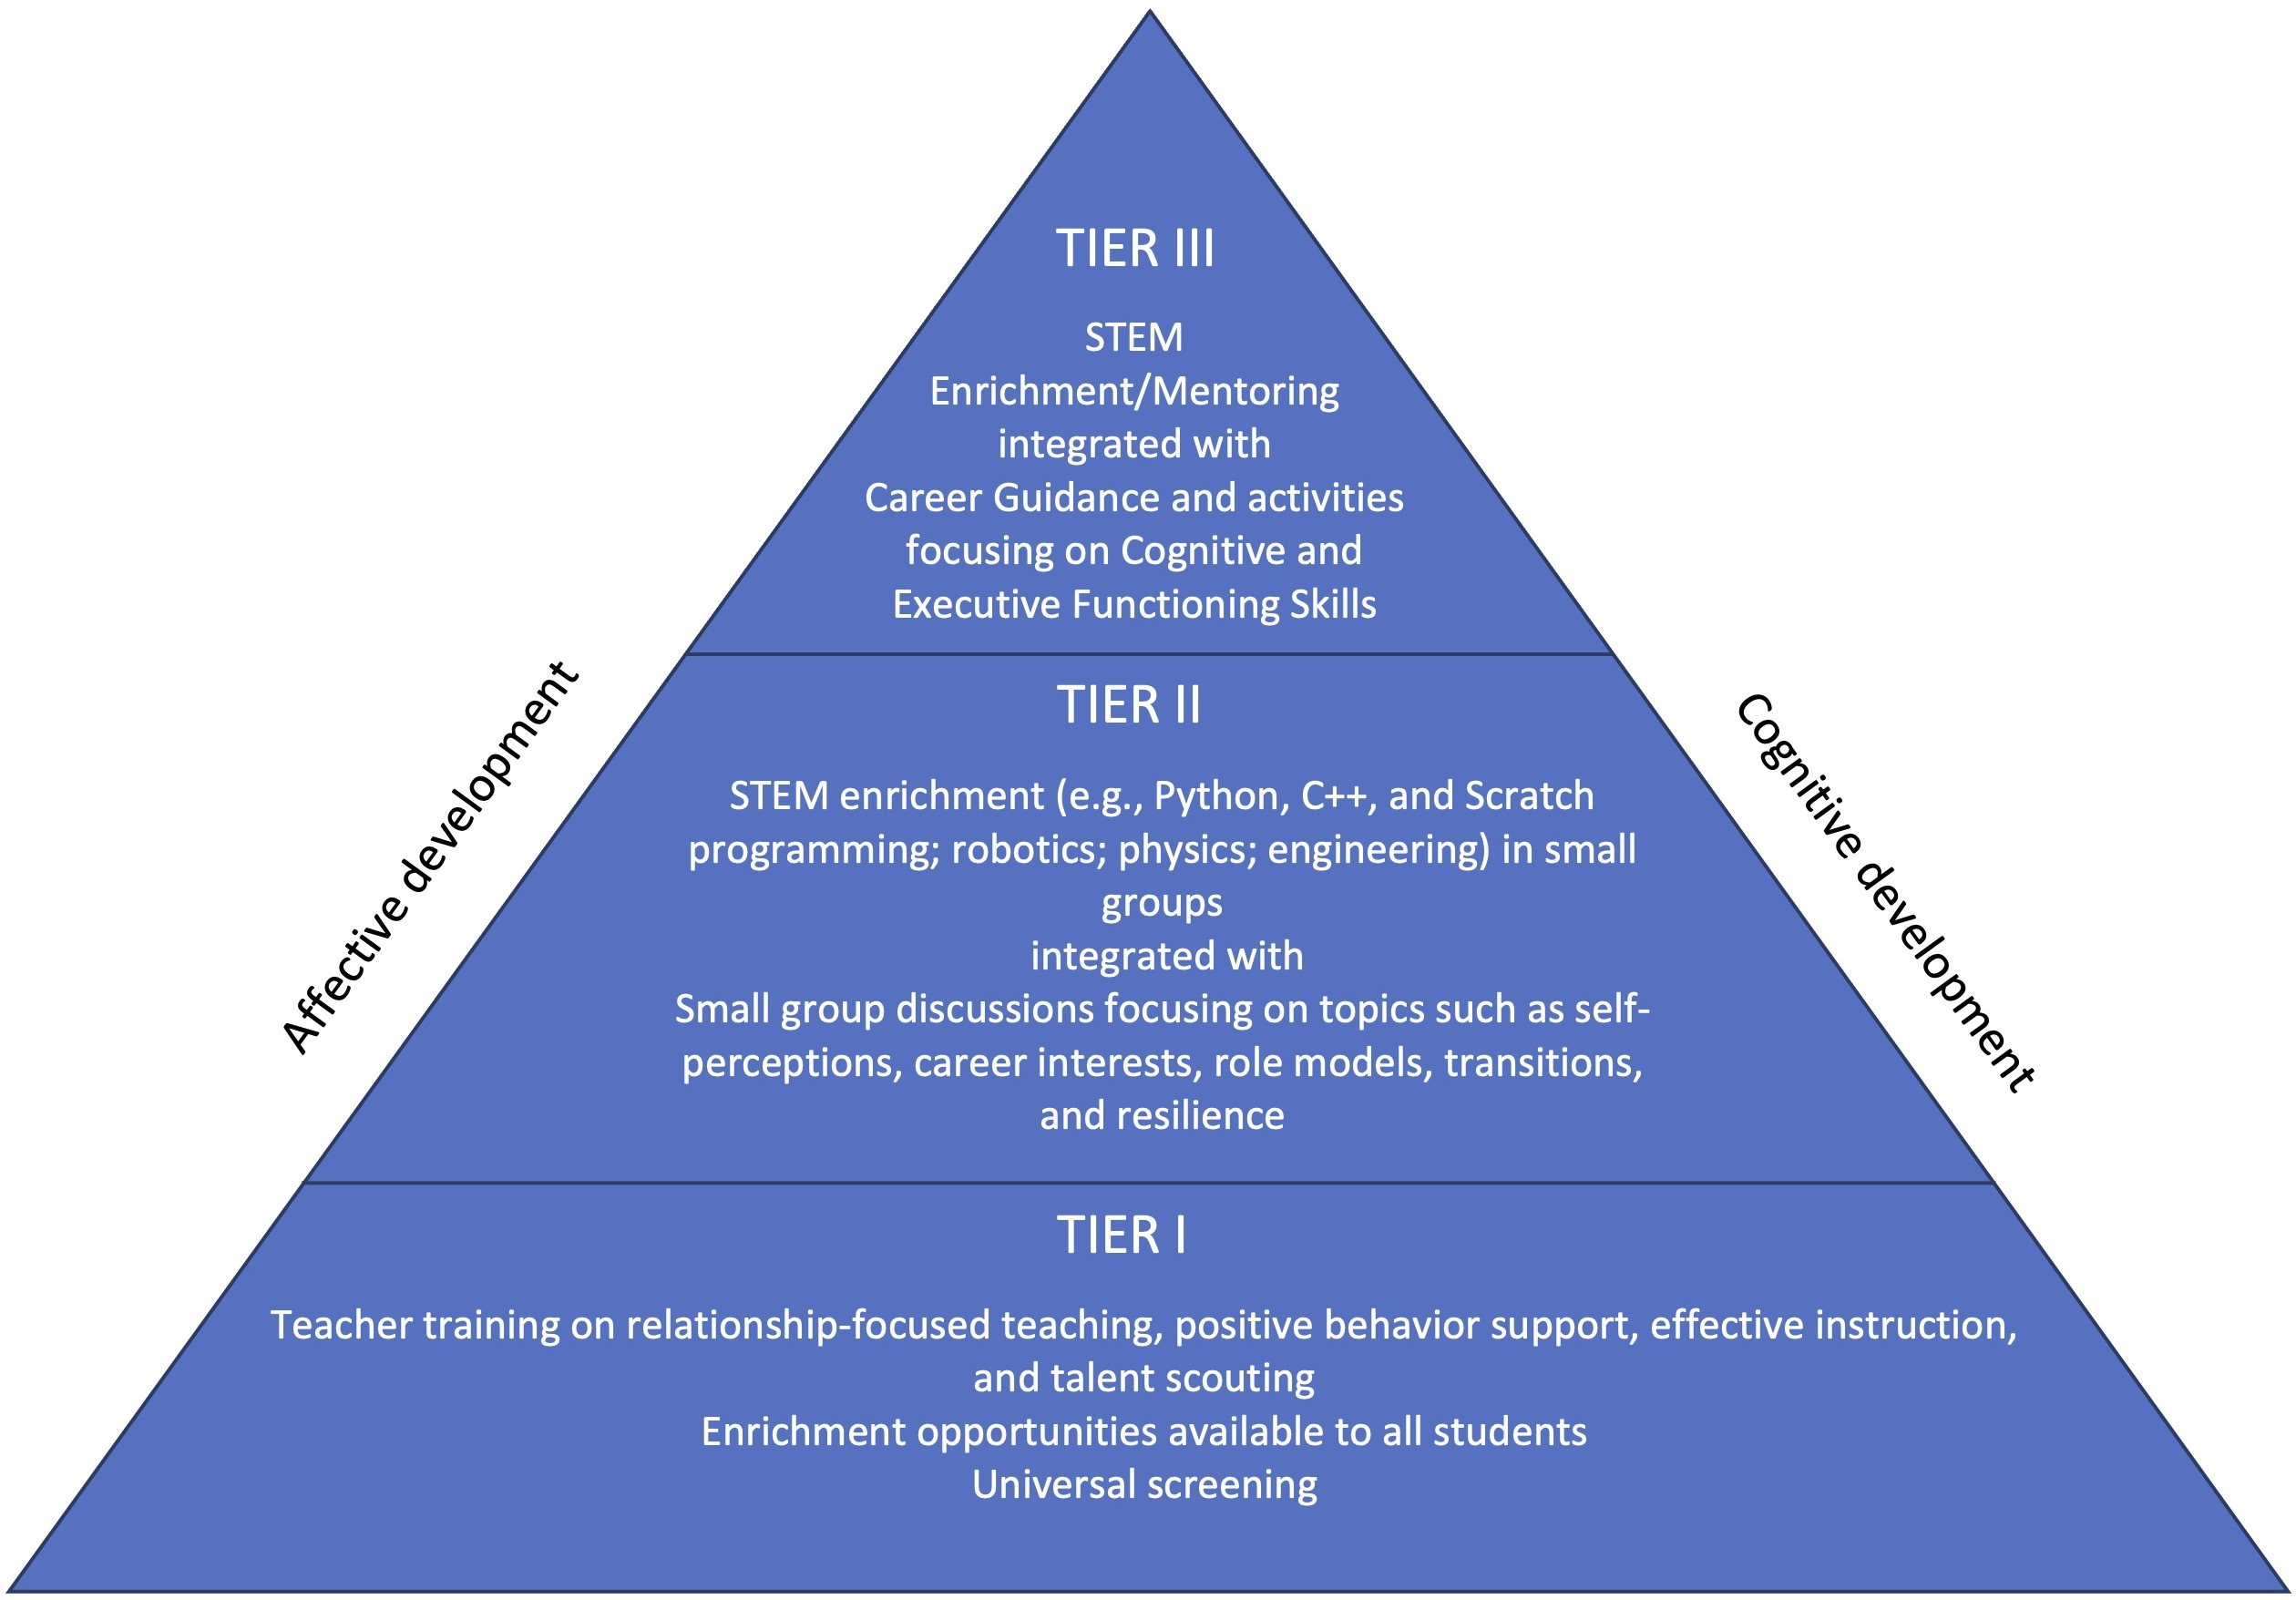 TIER III
STEM
Enrichment/Mentoring
integrated with
Career Guidance and activities
focusing on Cognitive and
Executive Functioning Skills
Affective development
Cognitive development
TIER II
STEM enrichment (e.g., Python, C++, and Scratch
programming; robotics; physics; engineering) in small
groups
integrated with
Small group discussions focusing on topics such as self-
perceptions, career interests, role models, transitions,
and resilience
TIER I
Teacher training on relationship-focused teaching, positive behavior support, effective instruction,
and talent scouting
Enrichment opportunities available to all students
Universal screening